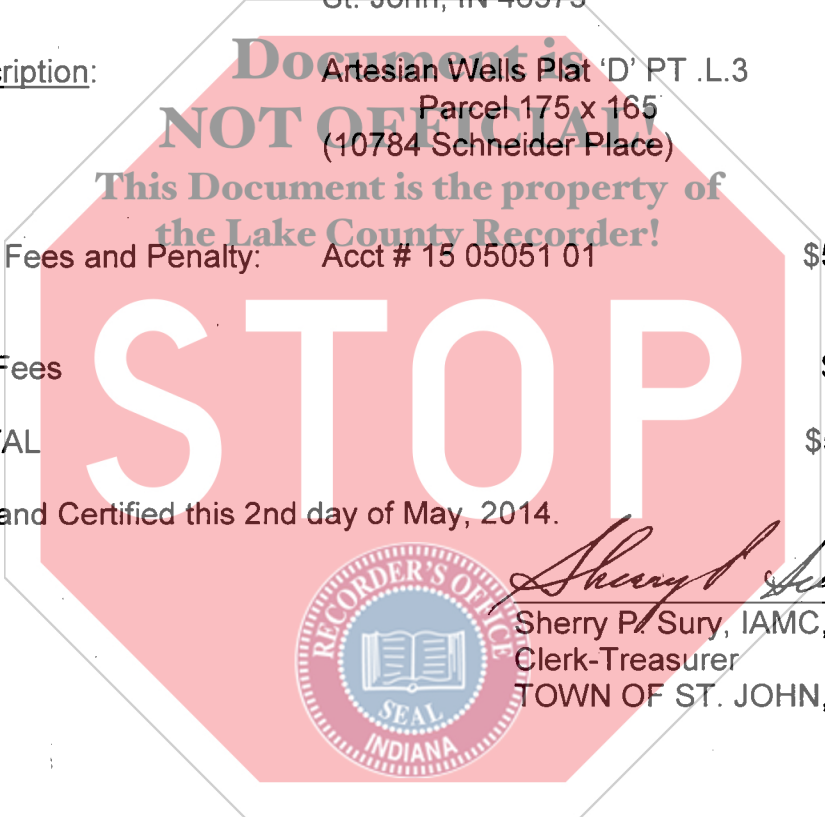 St. John, IN 46373
ription:
Artesian Wells Plat ‘D’ PT .L.3
Parcel 175 x 165
(10784 Schneider Place)
Document is
NOT OFFICIAL!
This Document is the property of
the Lake County Recorder!
Fees and Penalty: Acct # 15 05051 01 $
STOP
Fees
AL $
and Certified this 2nd day of May, 2014.
Sherry P.
Sherry P. Sury, IAMC,
Clerk-Treasurer
TOWN OF ST. JOHN,
RECORDER'S OFFICE
SEAL
INDIANA